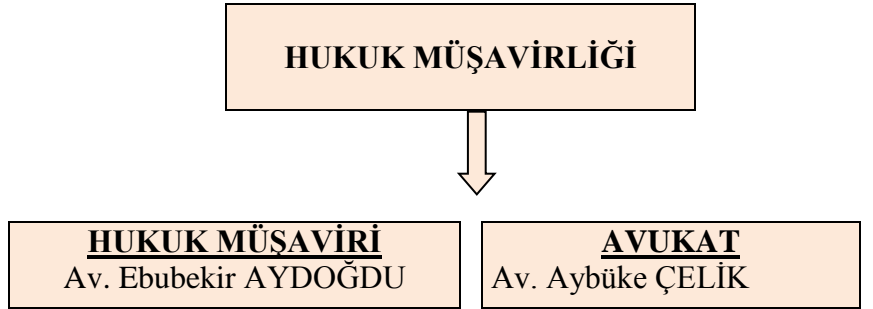 HUKUK MÜŞAVİRLİĞİ
HUKUK MÜŞAVİRİ
Av. Ebubekir AYDOĞDU
AVUKAT
Av. Aybüke ÇELİK